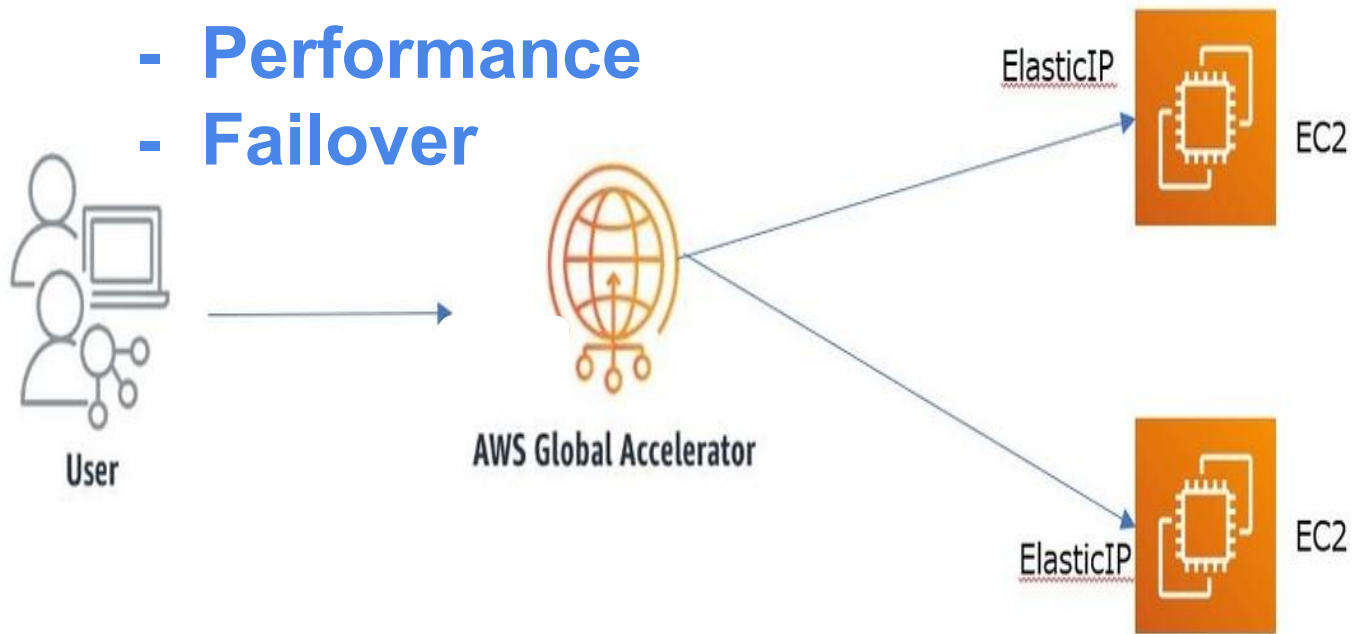 - Performance
- Failover
ElasticIP
EC2
User
AWS Global Accelerator
ElasticIP
EC2